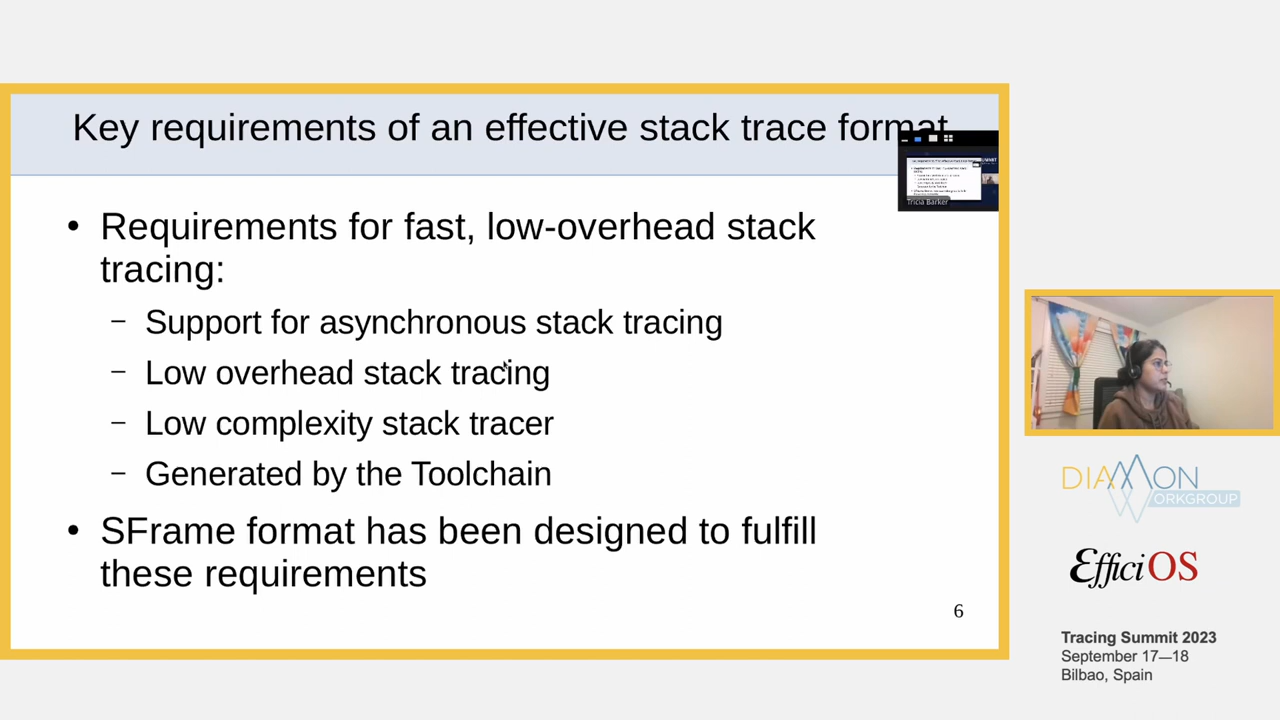 Key requirements of an effective stack trace format
Tricia Barker
• Requirements for fast, low-overhead stack
tracing:
– Support for asynchronous stack tracing
– Low overhead stack tracing
– Low complexity stack tracer
– Generated by the Toolchain
• SFrame format has been designed to fulfill
these requirements
6
DIAMON
WORKGROUP
EfficiOS
Tracing Summit 2023
September 17—18
Bilbao, Spain